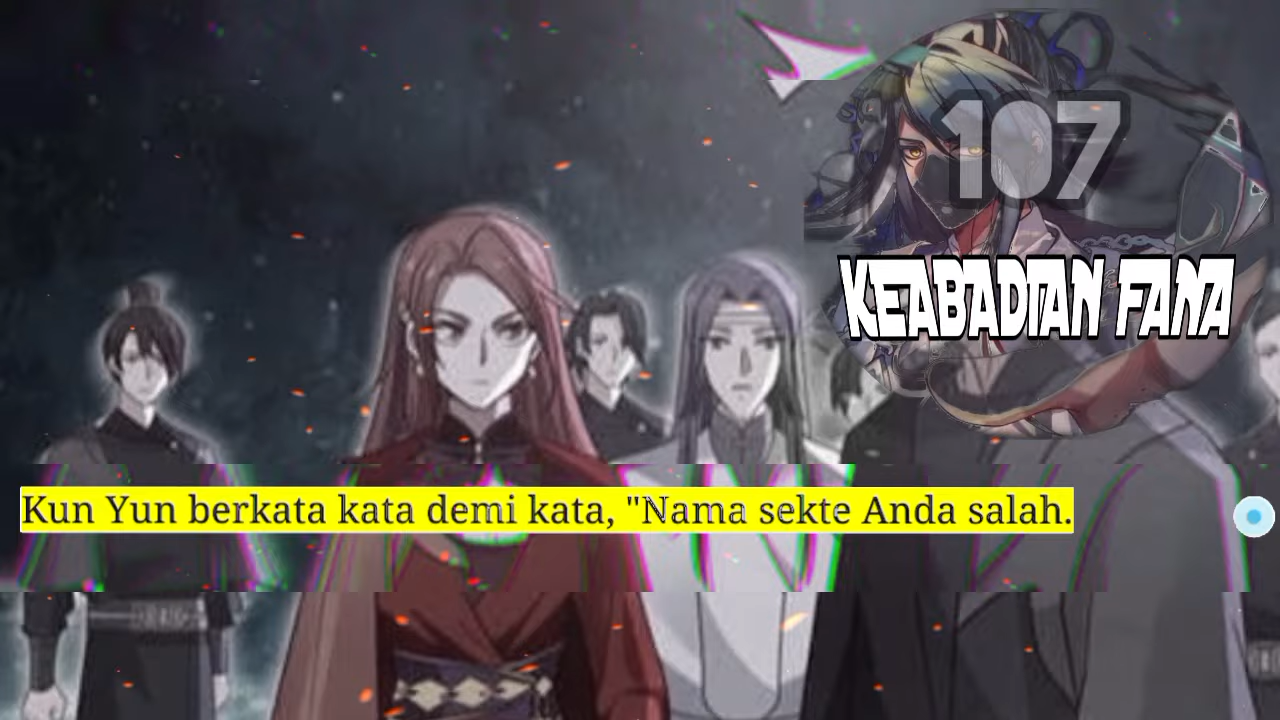 107
KEABADIAN FANA
Kun Yun berkata kata demi kata, "Nama sekte Anda salah.